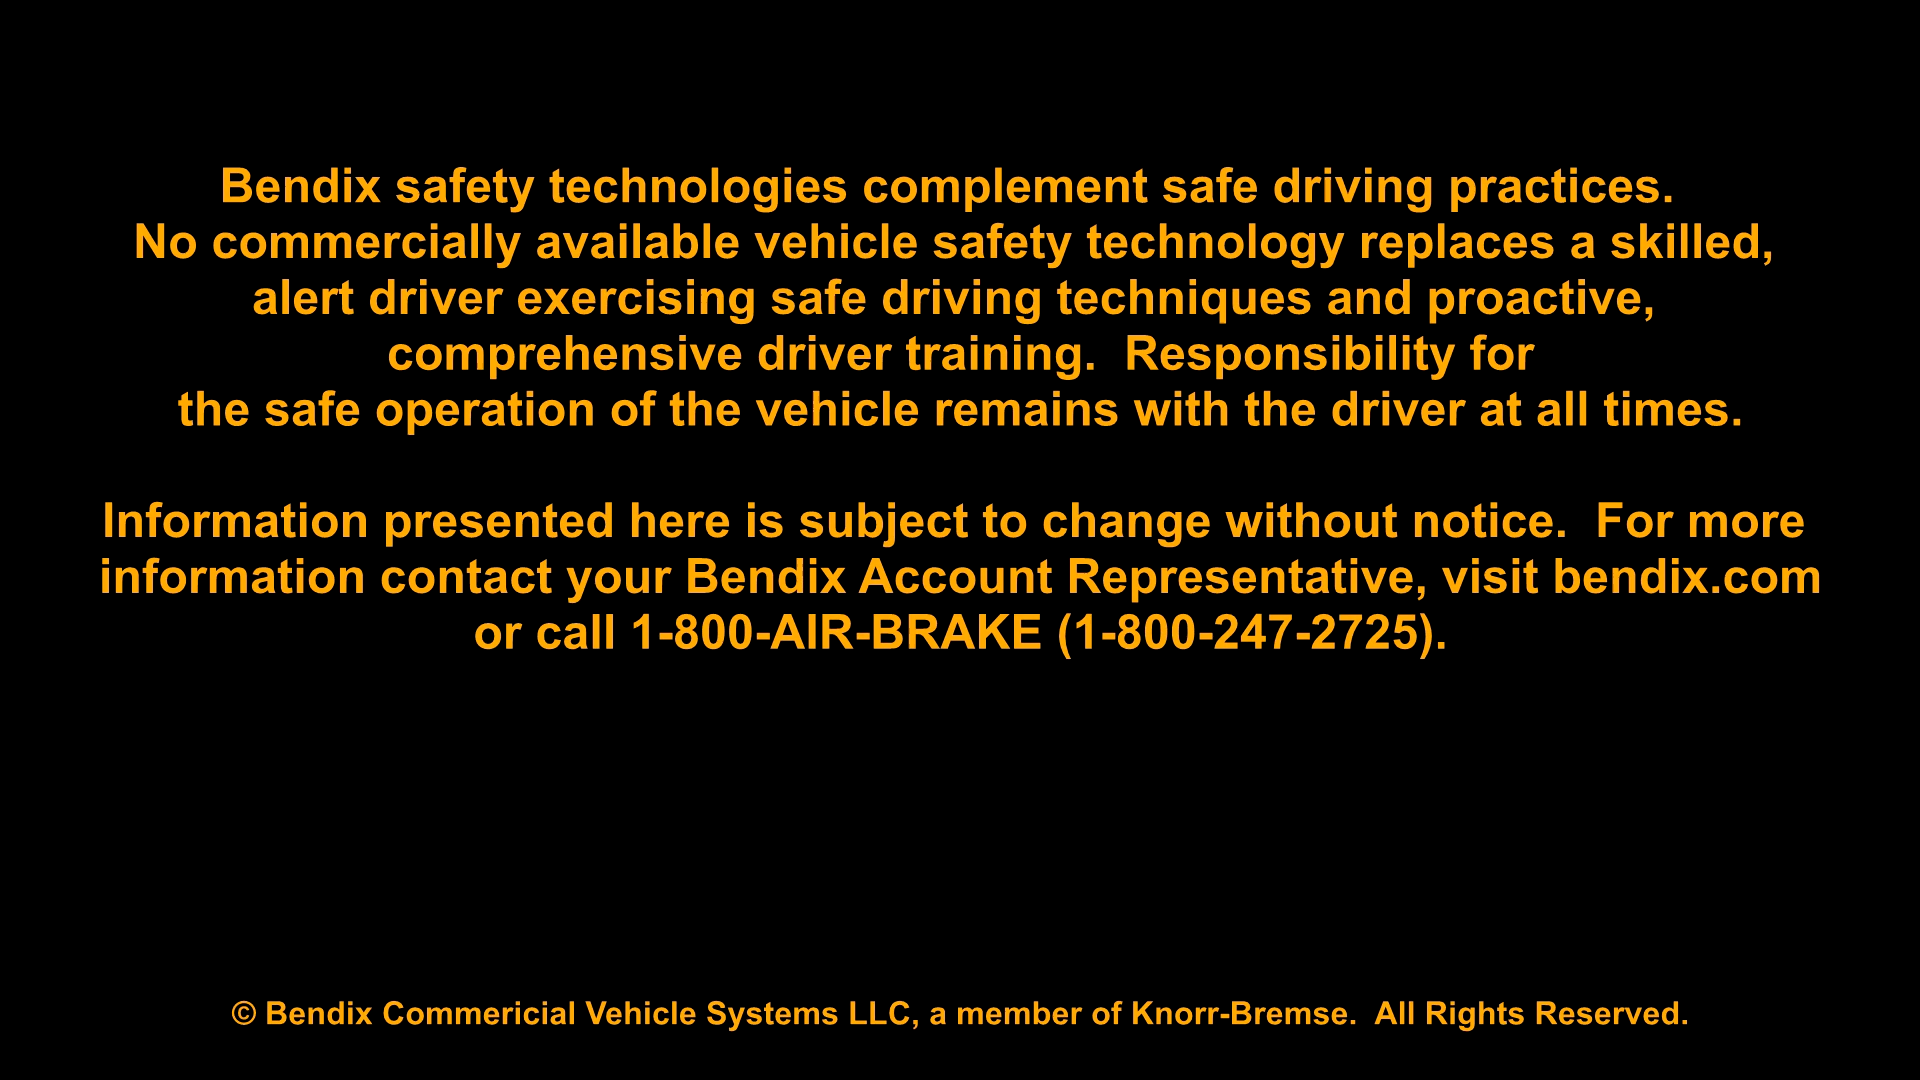 Bendix safety technologies complement safe driving practices.
No commercially available vehicle safety technology replaces a skilled,
alert driver exercising safe driving techniques and proactive,
comprehensive driver training.  Responsibility for
the safe operation of the vehicle remains with the driver at all times.
Information presented here is subject to change without notice.  For more
information contact your Bendix Account Representative, visit bendix.com
or call 1-800-AIR-BRAKE (1-800-247-2725).
© Bendix Commericial Vehicle Systems LLC, a member of Knorr-Bremse.  All Rights Reserved.